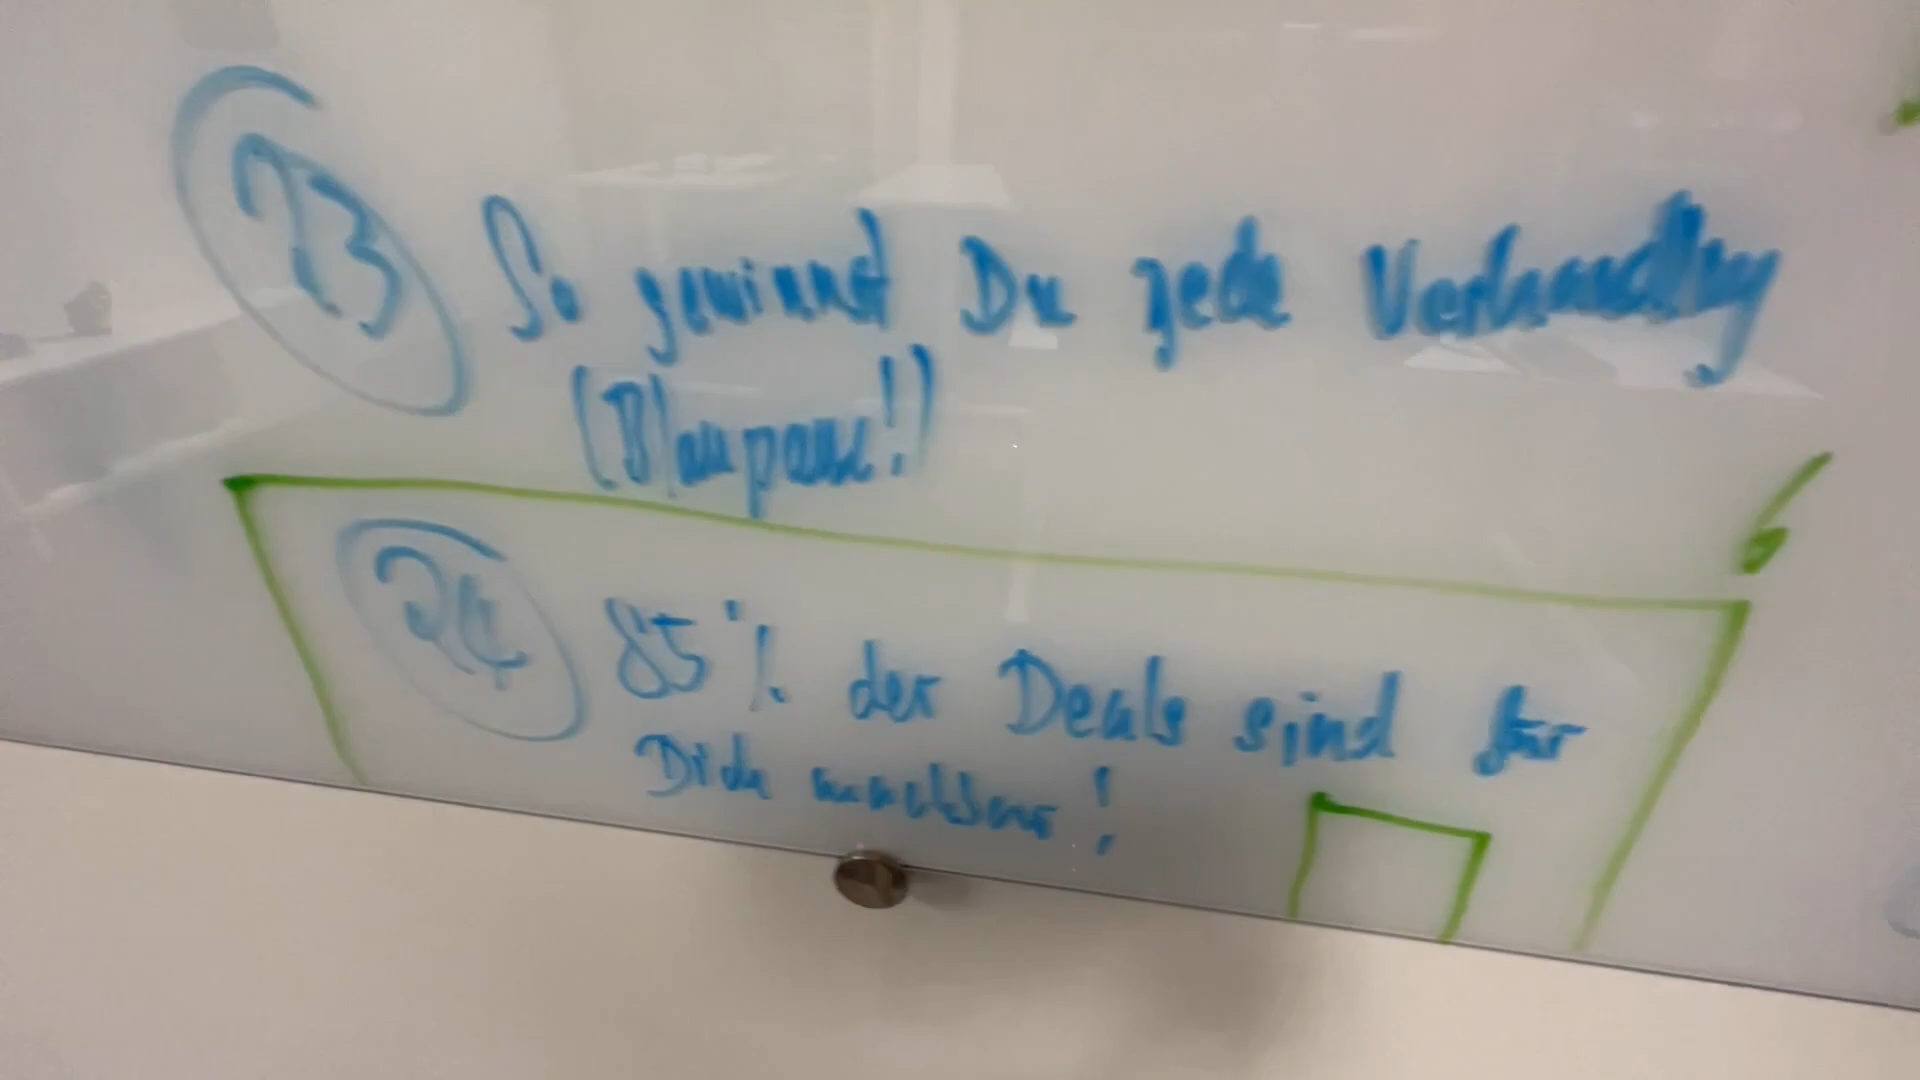 23 So gewinnst Du jede Verhandlung
(Blaupause!)
24 85% der Deals sind für
Dich machbar!